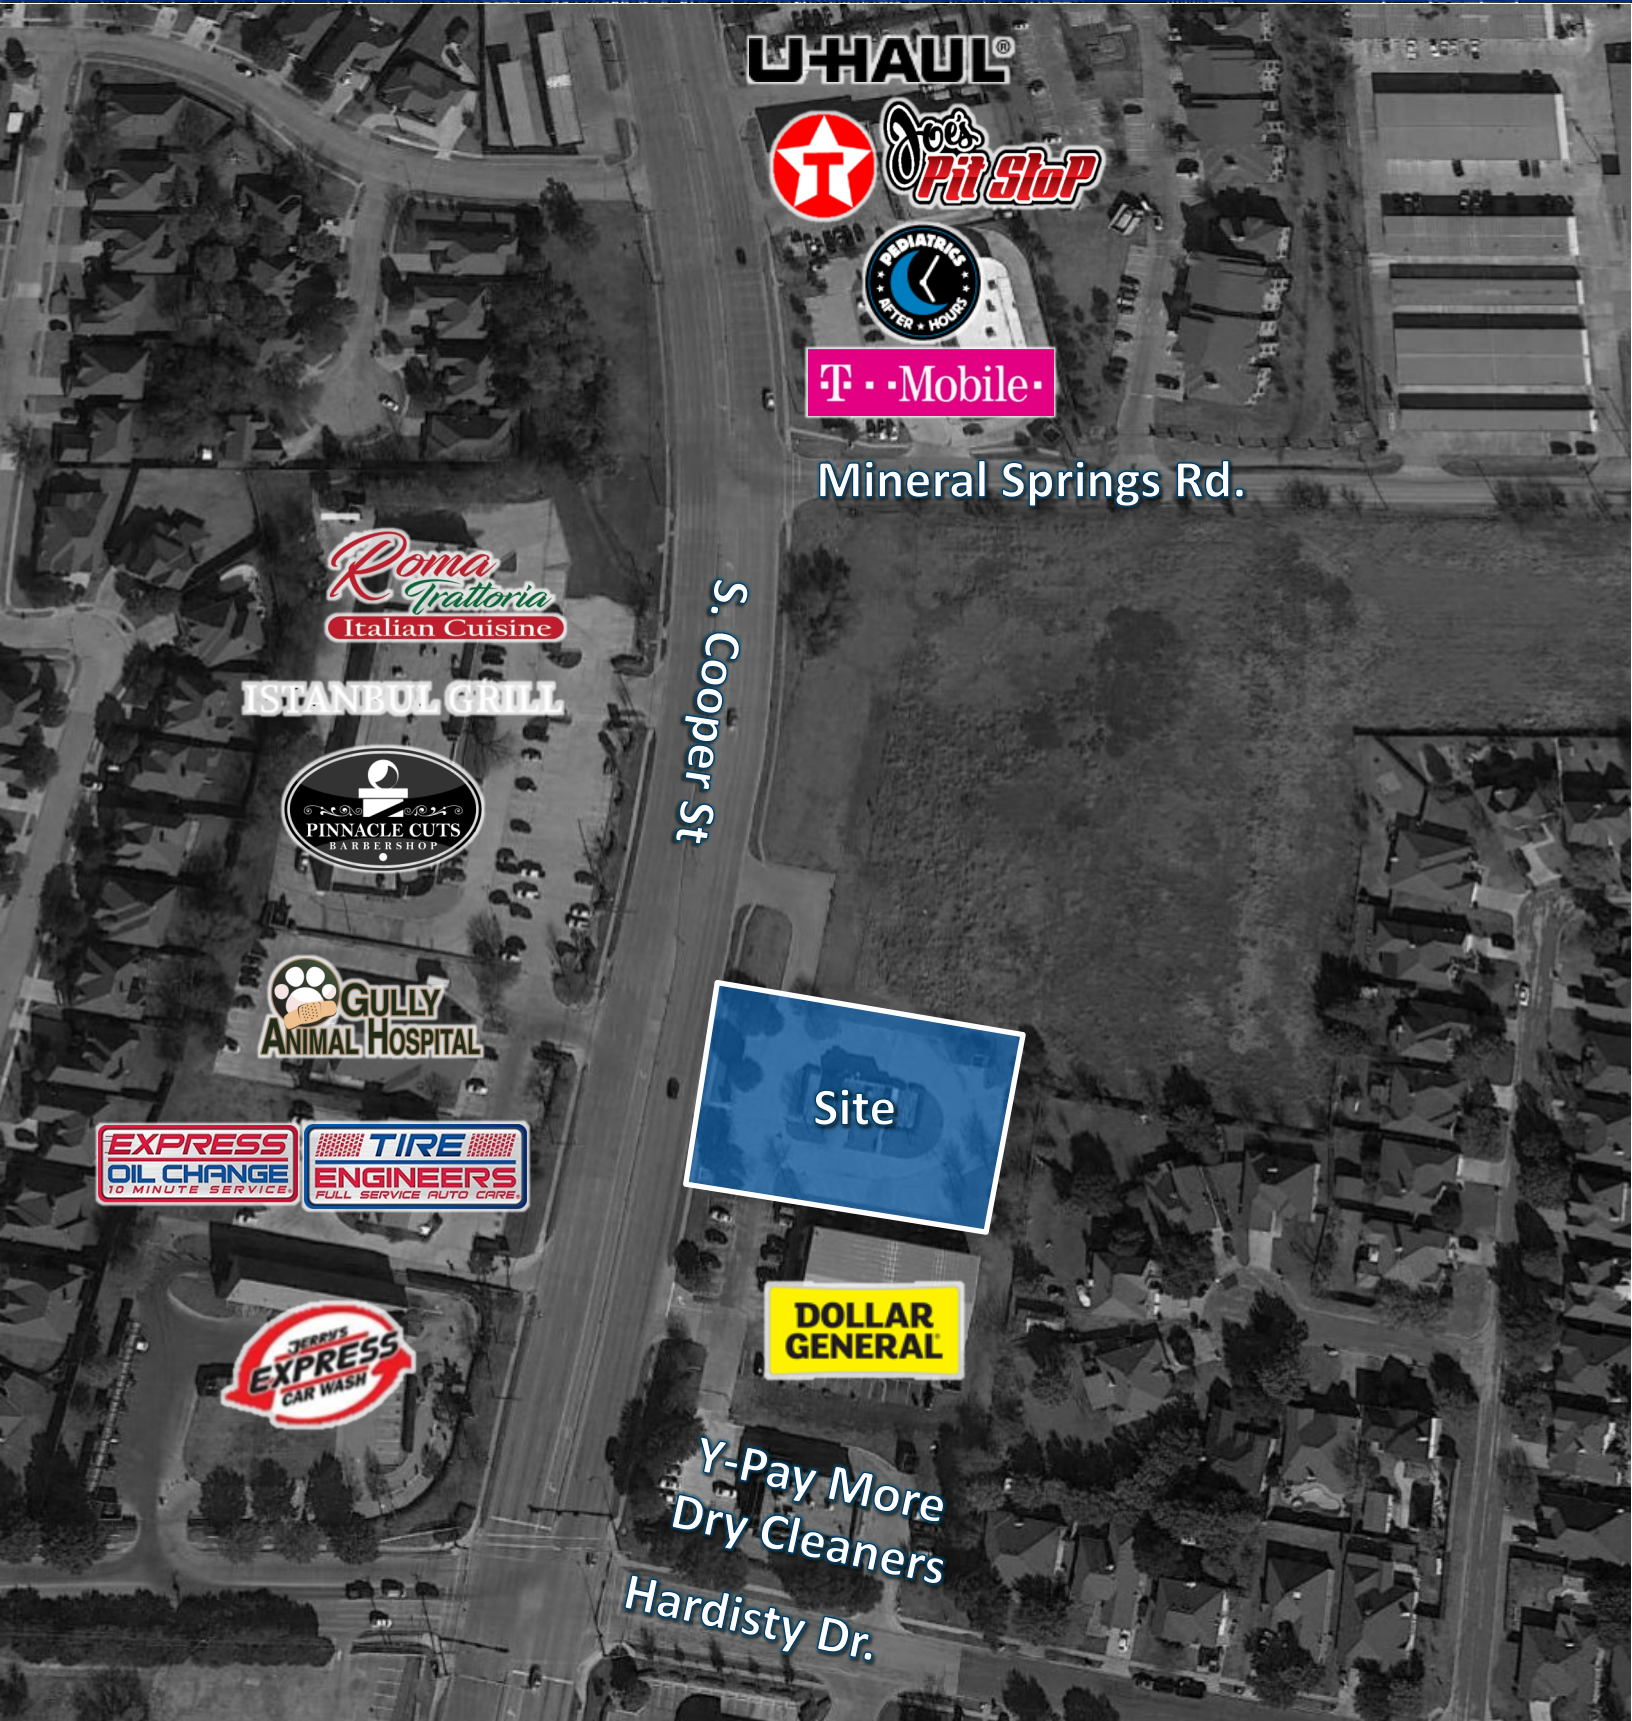 U-HAUL®
T
Joe's
Pit Stop
PEDIATRICS
AFTER ★ HOURS
T··Mobile·
Mineral Springs Rd.
Roma
Trattoria
Italian Cuisine
S. Cooper St
ISTANBUL GRILL
PINNACLE CUTS
BARBERSHOP
GULLY
ANIMAL HOSPITAL
Site
EXPRESS
OIL CHANGE
10 MINUTE SERVICE®
TIRE
ENGINEERS
FULL SERVICE AUTO CARE®
DOLLAR
GENERAL®
JERRY'S
EXPRESS
CAR WASH
Y-Pay More
Dry Cleaners
Hardisty Dr.